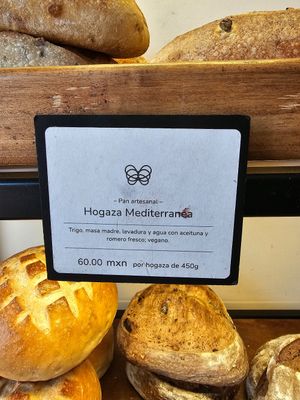 – Pan artesanal –
Hogaza Mediterranea
Trigo, masa madre, levadura y agua con aceituna y
romero fresco; vegano.
60.00 mxn por hogaza de 450g